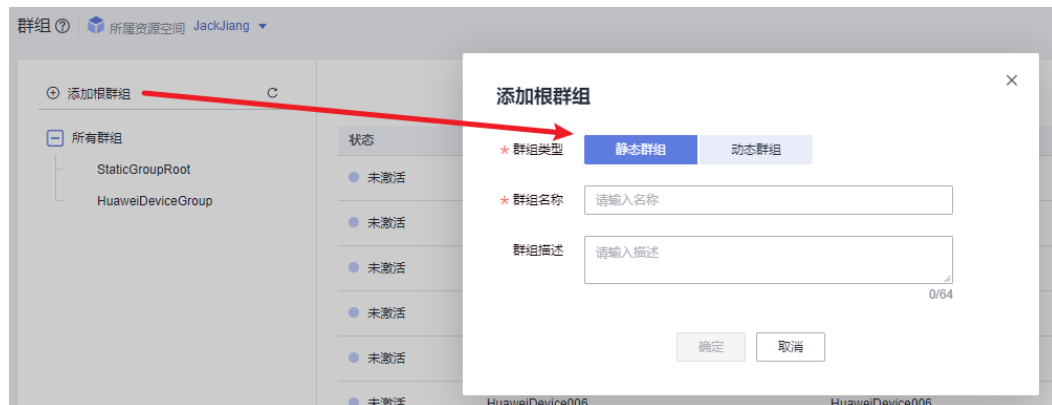 群组 所属资源空间 JackJiang
添加根群组
所有群组
StaticGroupRoot
HuaweiDeviceGroup
状态
未激活
未激活
未激活
未激活
未激活
未激活
HuaweiDevice006 HuaweiDevice006
添加根群组
* 群组类型 静态群组 动态群组
* 群组名称 请输入名称
群组描述 请输入描述
0/64
确定 取消